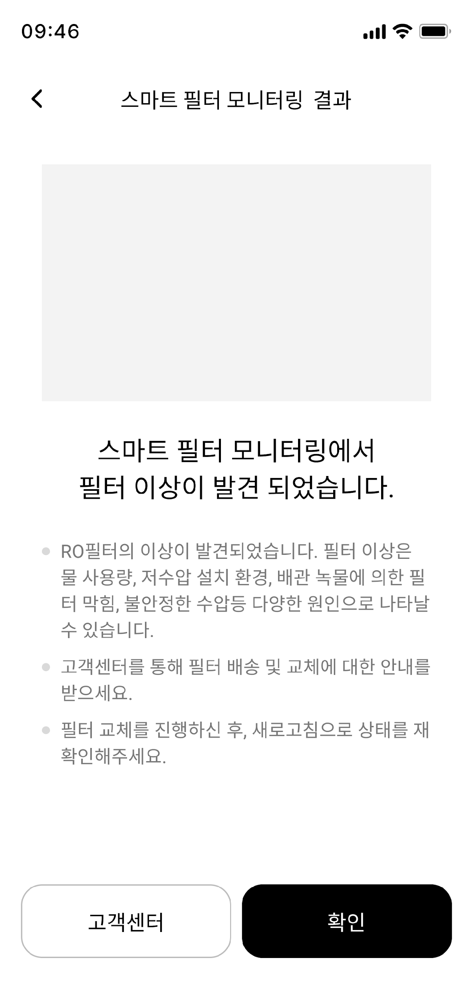 09:46
스마트 필터 모니터링 결과
스마트 필터 모니터링에서
필터 이상이 발견 되었습니다.
RO필터의 이상이 발견되었습니다. 필터 이상은
물 사용량, 저수압 설치 환경, 배관 녹물에 의한 필
터 막힘, 불안정한 수압등 다양한 원인으로 나타날
수 있습니다.
고객센터를 통해 필터 배송 및 교체에 대한 안내를
받으세요.
필터 교체를 진행하신 후, 새로고침으로 상태를 재
확인해주세요.
고객센터
확인